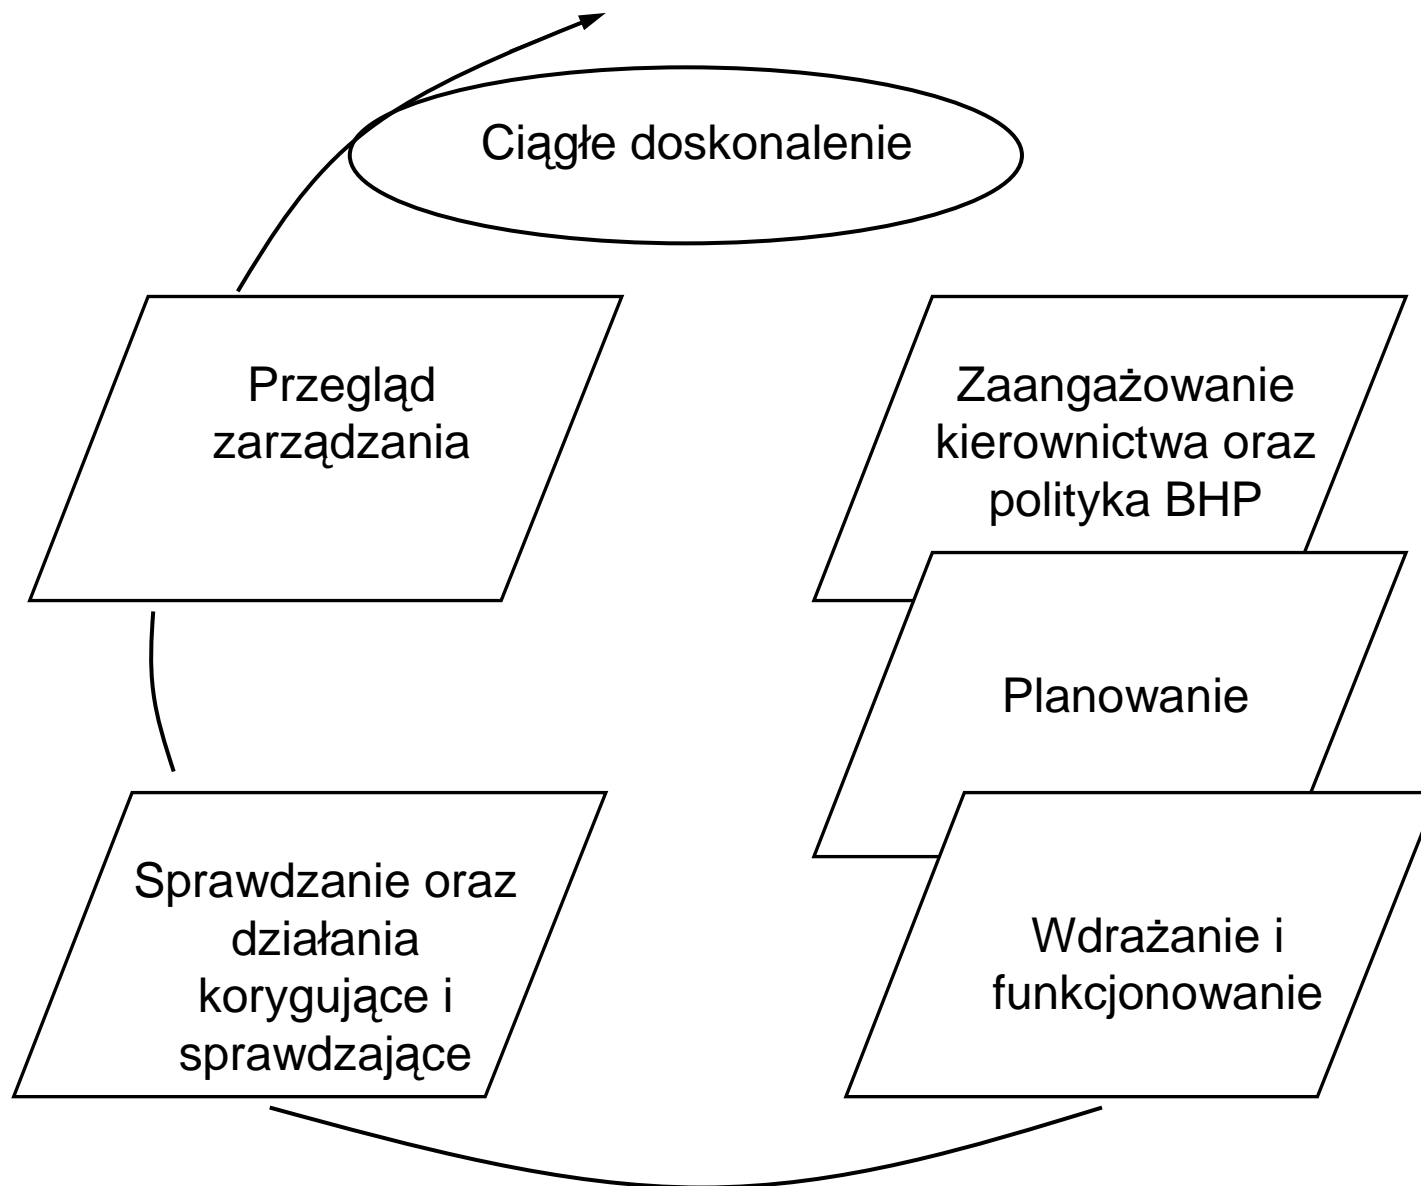 Ciągłe doskonalenie
Przegląd
zarządzania
Zaangażowanie
kierownictwa oraz
polityka BHP
Planowanie
Sprawdzanie oraz
działania
korygujące i
sprawdzające
Wdrażanie i
funkcjonowanie